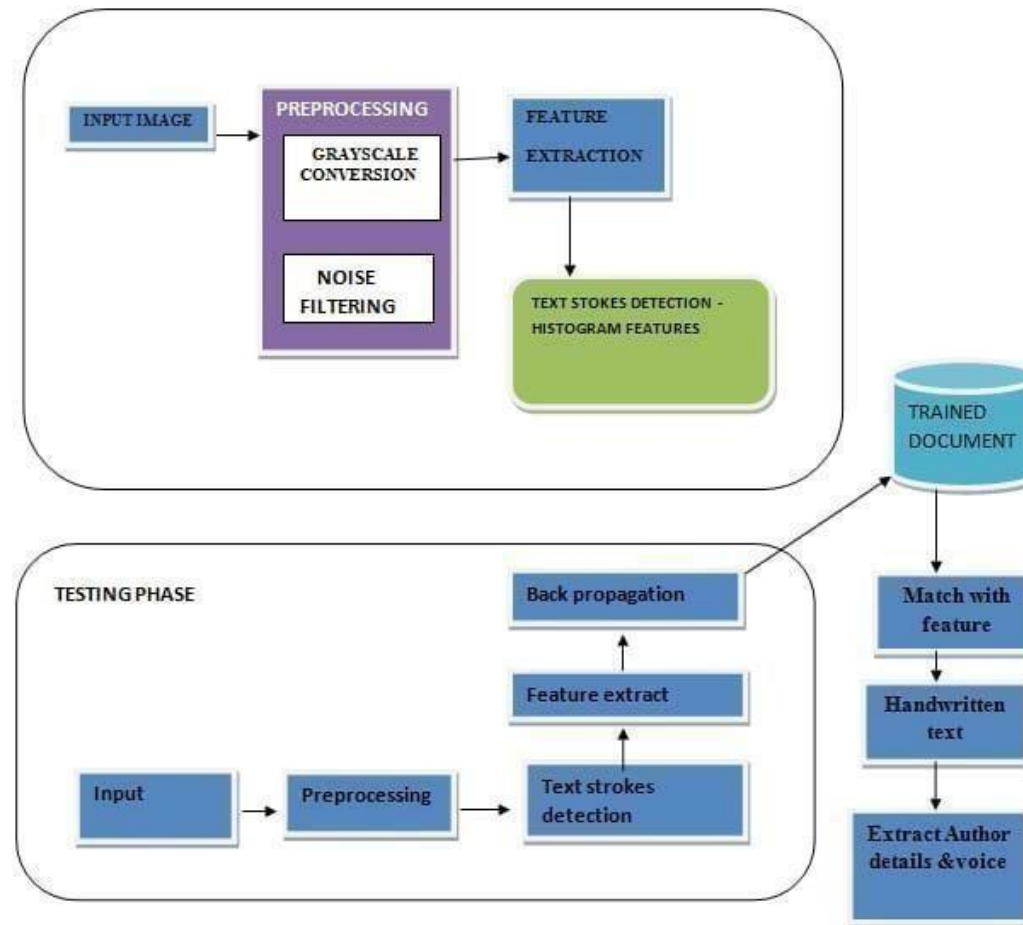 INPUT IMAGE
PREPROCESSING
GRAYSCALE
CONVERSION
NOISE
FILTERING
FEATURE
EXTRACTION
TEXT STOKES DETECTION -
HISTOGRAM FEATURES
TRAINED
DOCUMENT
TESTING PHASE
Input
Preprocessing
Text strokes
detection
Feature extract
Back propagation
Match with
feature
Handwritten
text
Extract Author
details &voice